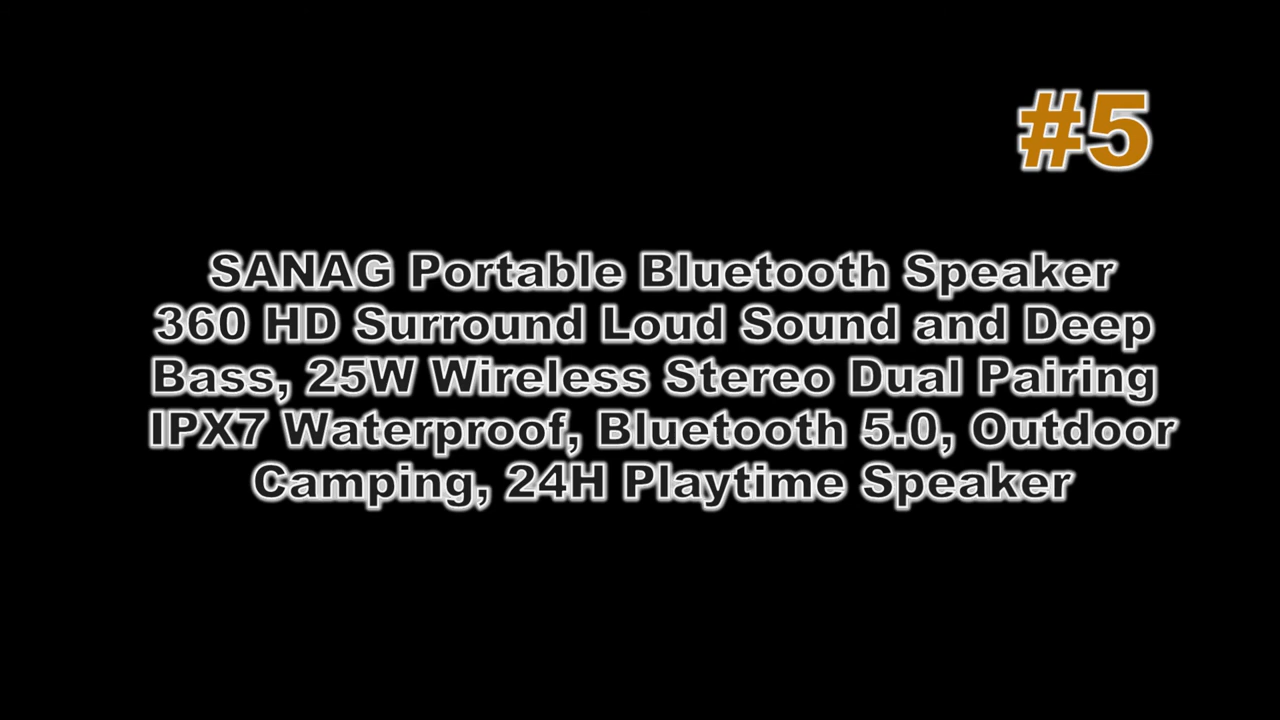 #5
SANAG Portable Bluetooth Speaker
360 HD Surround Loud Sound and Deep
Bass, 25W Wireless Stereo Dual Pairing
IPX7 Waterproof, Bluetooth 5.0, Outdoor
Camping, 24H Playtime Speaker